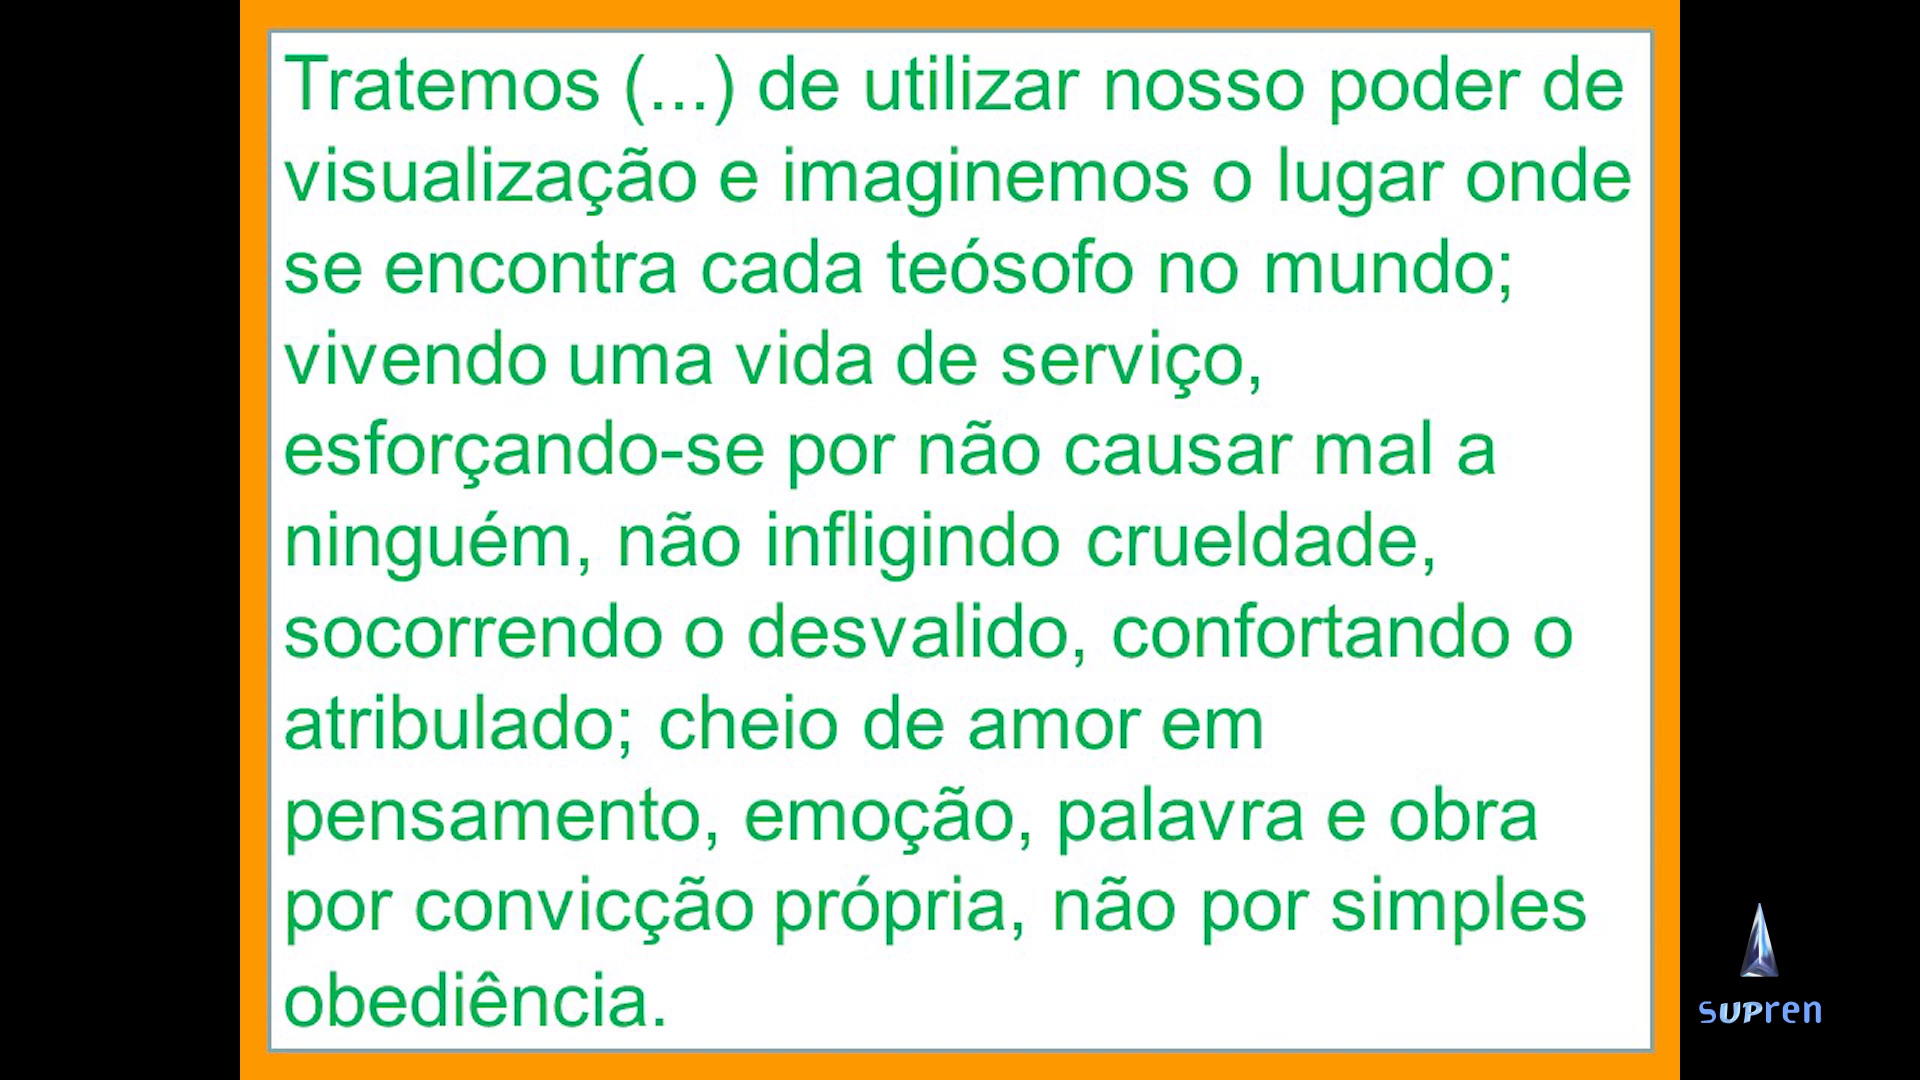 Tratemos (...) de utilizar nosso poder de
visualização e imaginemos o lugar onde
se encontra cada teósofo no mundo;
vivendo uma vida de serviço,
esforçando-se por não causar mal a
ninguém, não infligindo crueldade,
socorrendo o desvalido, confortando o
atribulado; cheio de amor em
pensamento, emoção, palavra e obra
por convicção própria, não por simples
obediência.
supren